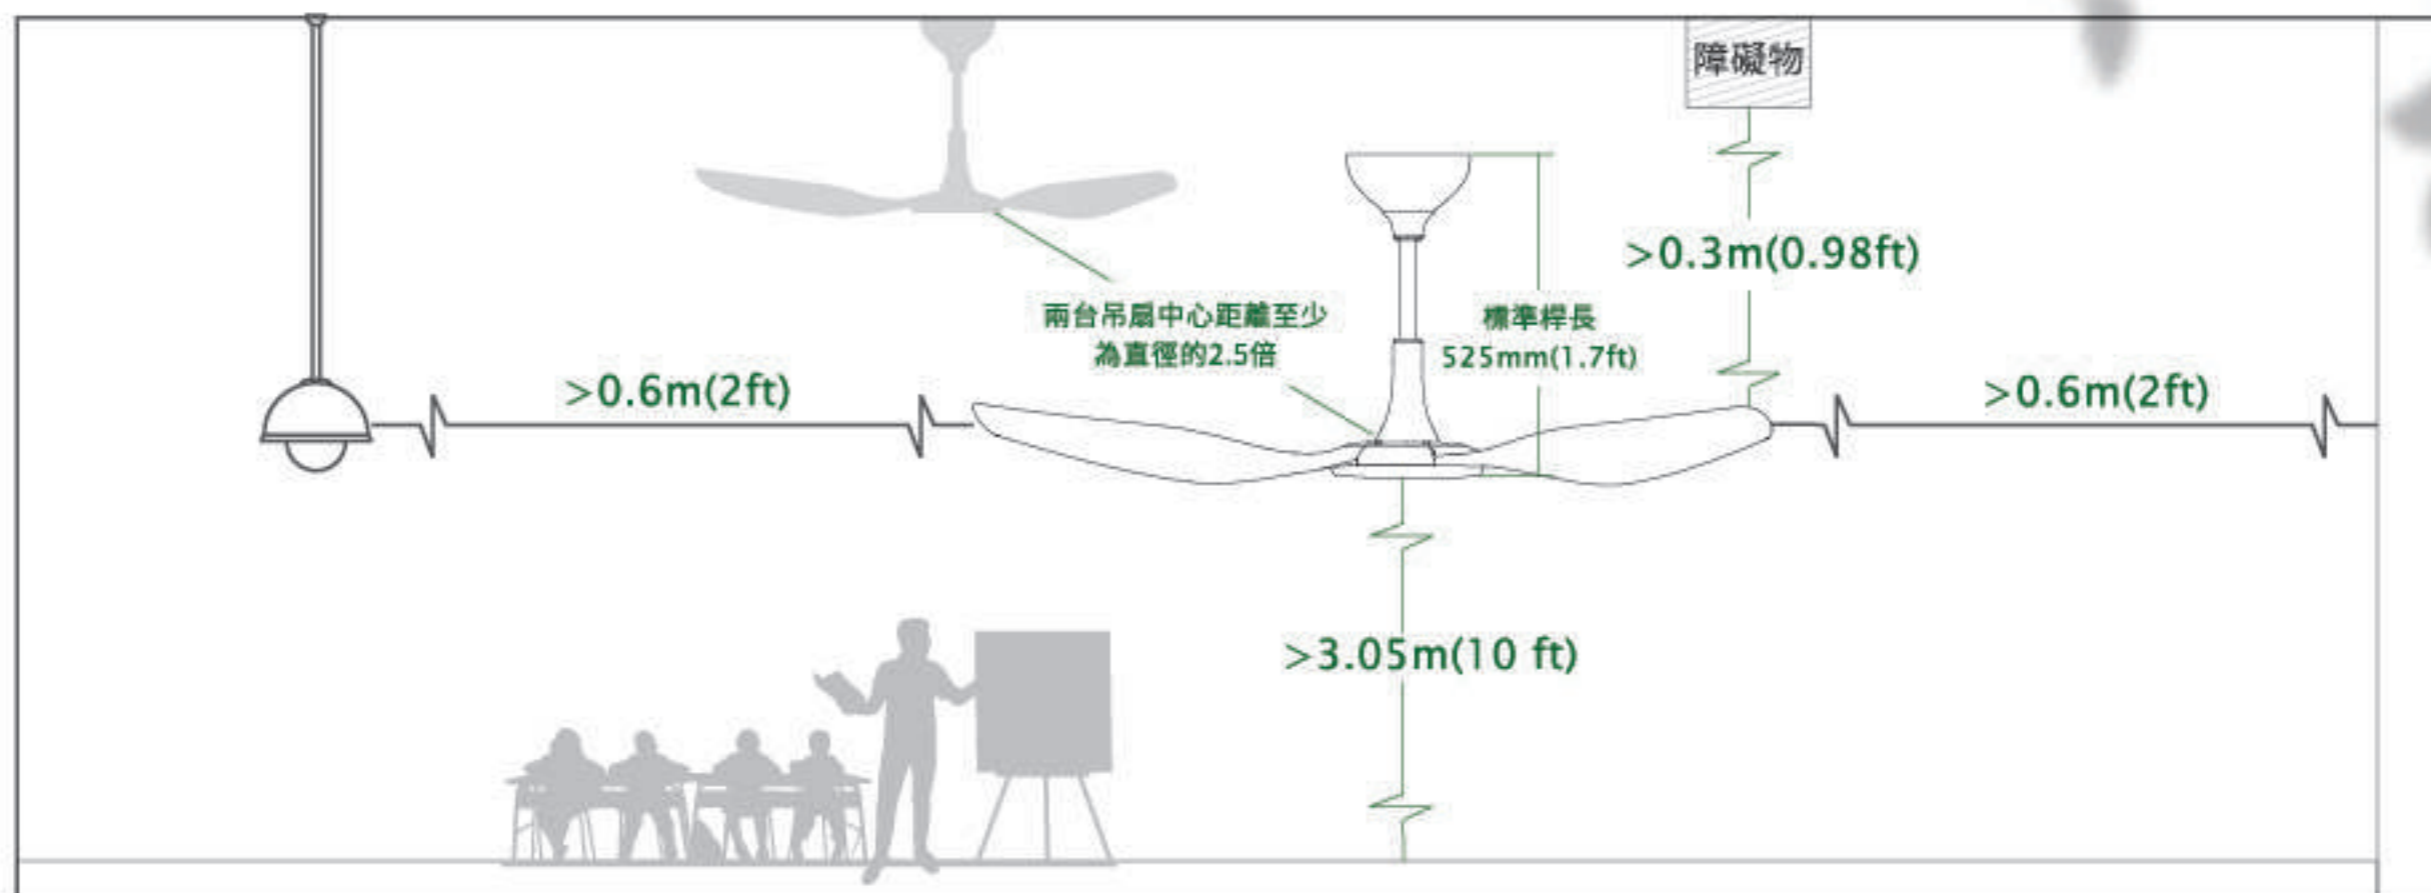 障礙物
>0.3m(0.98ft)
兩台吊扇中心距離至少
為直徑的2.5倍
標準桿長
525mm(1.7ft)
>0.6m(2ft)
>0.6m(2ft)
>3.05m(10 ft)